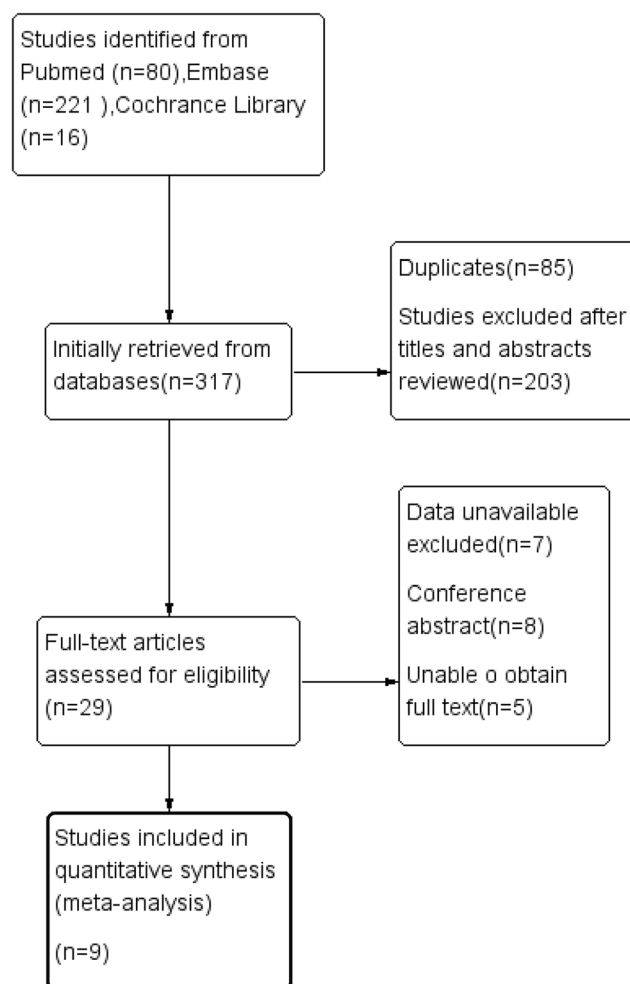 Studies identified from
Pubmed (n=80),Embase
(n=221 ),Cochrance Library
(n=16)
Duplicates(n=85)
Studies excluded after
titles and abstracts
reviewed(n=203)
Initially retrieved from
databases(n=317)
Data unavailable
excluded(n=7)
Conference
abstract(n=8)
Unable o obtain
full text(n=5)
Full-text articles
assessed for eligibility
(n=29)
Studies included in
quantitative synthesis
(meta-analysis)
(n=9)